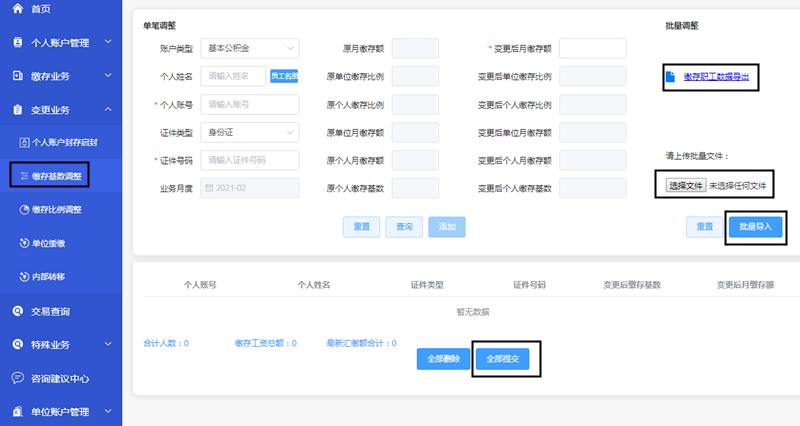 首页
个人账户管理
缴存业务
变更业务
个人账户封存启封
缴存基数调整
缴存比例调整
单位缓缴
内部转移
交易查询
特殊业务
咨询建议中心
单位账户管理
单笔调整
账户类型 基本公积金 原月缴存额 * 变更后月缴存额
个人姓名 请输入姓名 员工名册 原单位缴存比例 变更后单位缴存比例
* 个人账号 请输入账号 原个人缴存比例 变更后个人缴存比例
证件类型 身份证 原单位月缴存额 变更后单位月缴存额
* 证件号码 请输入证件号码 原个人月缴存额 变更后个人月缴存额
业务月度 2021-02 原个人缴存基数 变更后个人缴存基数
重置 查询 添加
批量调整
缴存职工数据导出
请上传批量文件：
选择文件 未选择任何文件
重置 批量导入
个人账号 个人姓名 证件类型 证件号码 变更后缴存基数 变更后月缴存额
暂无数据
合计人数：0 缴存工资总额：0 最新汇缴额合计：0
全部删除 全部提交